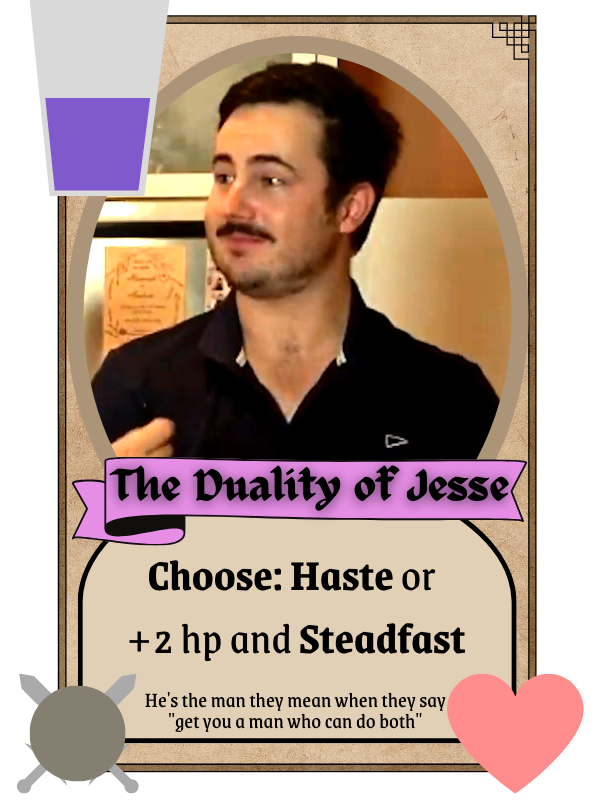 The Duality of Jesse
Choose: Haste or
+2 hp and Steadfast
He's the man they mean when they say
"get you a man who can do both"